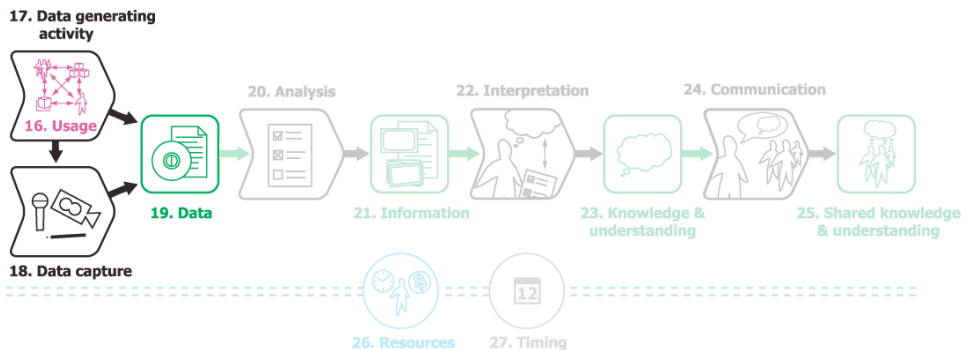 17. Data generating
activity
16. Usage
18. Data capture
19. Data
20. Analysis
21. Information
22. Interpretation
23. Knowledge &
understanding
24. Communication
25. Shared knowledge
& understanding
26. Resources
12
27. Timing